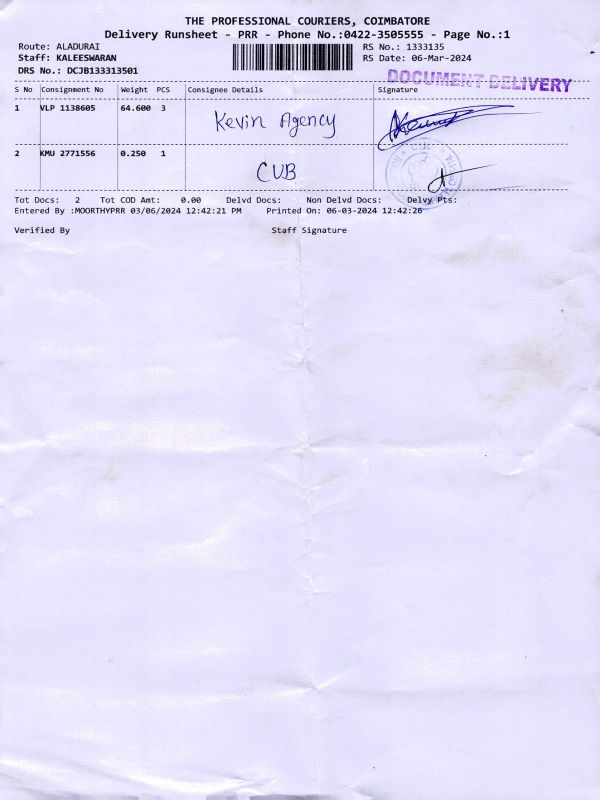 THE PROFESSIONAL COURIERS, COIMBATORE
Delivery Runsheet - PRR - Phone No.:0422-3505555 - Page No.:1
Route: ALADURAI RS No.: 1333135
Staff: KALEESWARAN RS Date: 06-Mar-2024
DRS No.: DCJB133313501
DOCUMENT DELIVERY
S No Consignment No Weight PCS Consignee Details Signature
1 VLP 1138605 64.600 3 Kevin Agency
2 KMU 2771556 0.250 1 CUB
Tot Docs: 2 Tot COD Amt: 0.00 Delvd Docs: Non Delvd Docs: Delvy Pts:
Entered By :MOORTHYPRR 03/06/2024 12:42:21 PM Printed On: 06-03-2024 12:42:26
Verified By Staff Signature